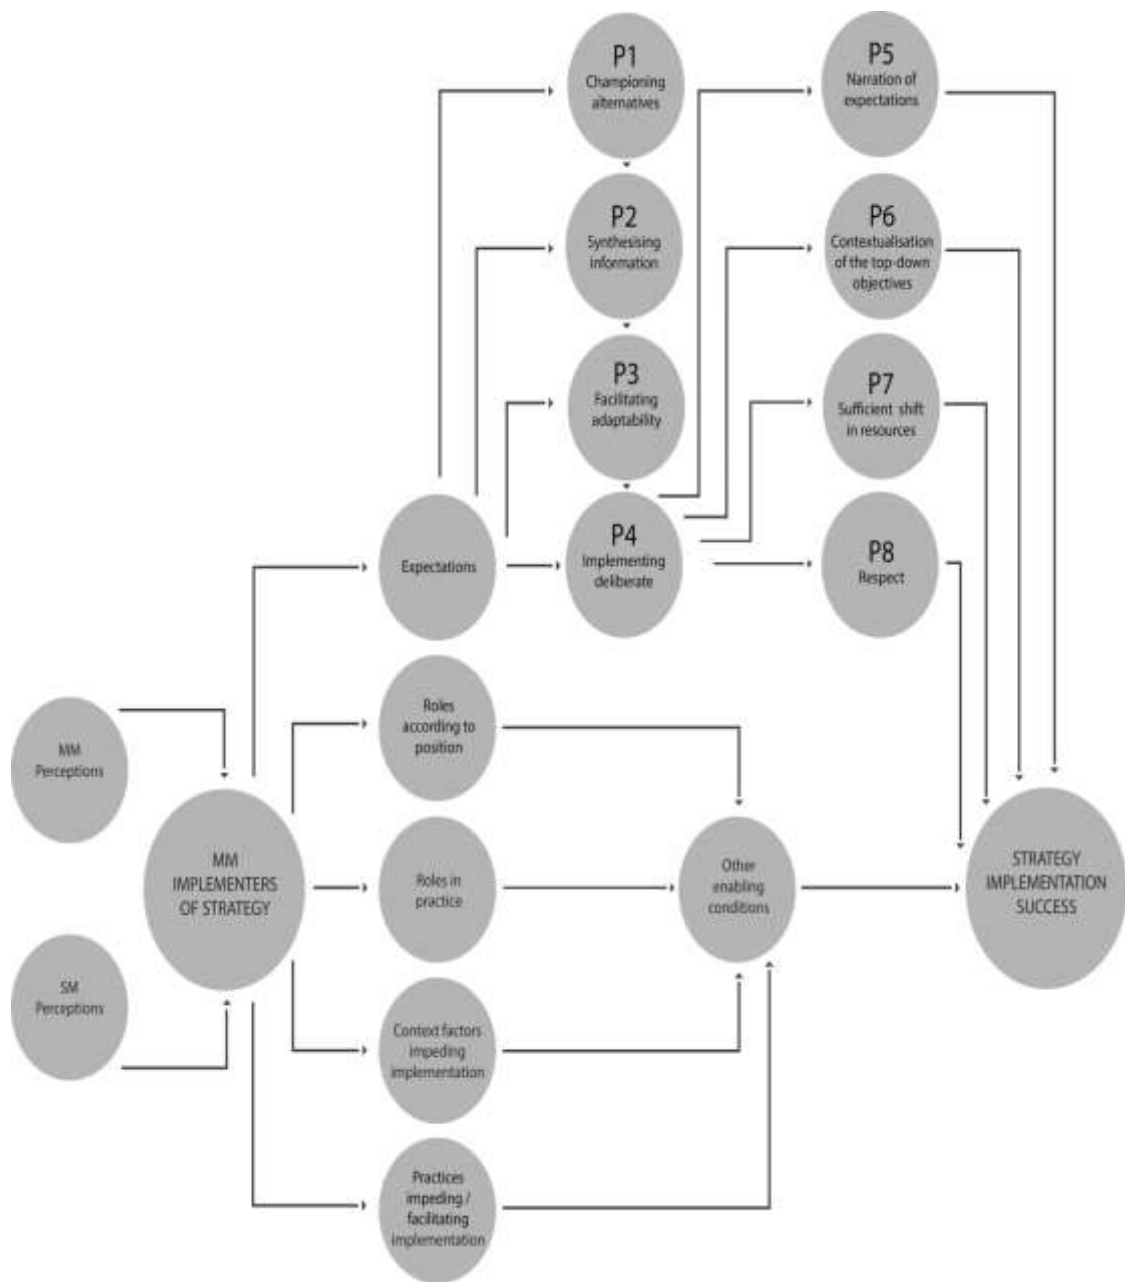 P1
Championing
alternatives
P5
Narration of
expectations
P2
Synthesising
information
P6
Contextualisation
of the top-down
objectives
P3
Facilitating
adaptability
P7
Sufficient shift
in resources
Expectations
P4
Implementing
deliberate
P8
Respect
MM
Perceptions
Roles
according to
position
MM
IMPLEMENTERS
OF STRATEGY
Roles in
practice
Other
enabling
conditions
STRATEGY
IMPLEMENTATION
SUCCESS
SM
Perceptions
Context factors
impeding
implementation
Practices
impeding /
facilitating
implementation